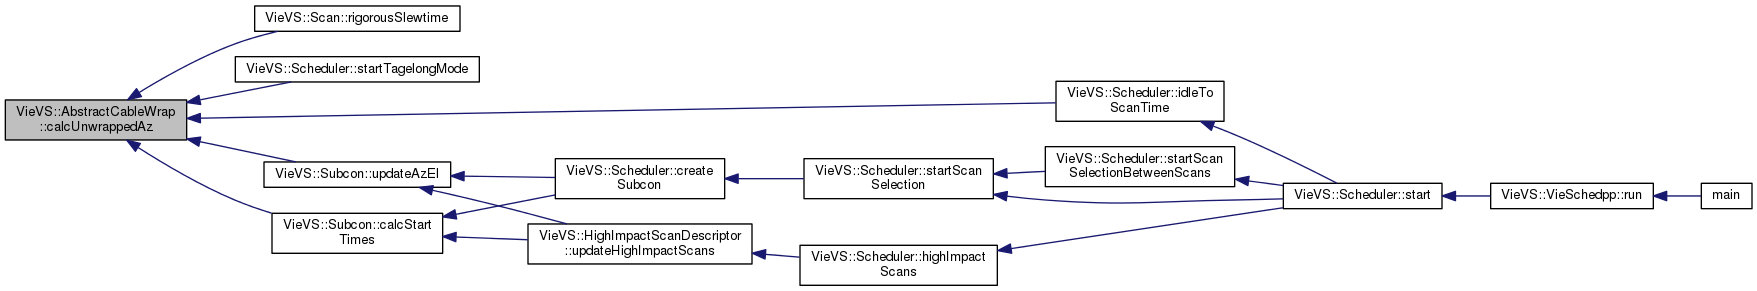 VieVS::Scan::rigorousSlewtime
VieVS::Scheduler::startTagelongMode
VieVS::AbstractCableWrap
::calcUnwrappedAz
VieVS::Scheduler::idleTo
ScanTime
VieVS::Subcon::updateAzEl
VieVS::Scheduler::create
Subcon
VieVS::Scheduler::startScan
Selection
VieVS::Scheduler::startScan
SelectionBetweenScans
VieVS::Scheduler::start
VieVS::VieSchedpp::run
main
VieVS::Subcon::calcStart
Times
VieVS::HighImpactScanDescriptor
::updateHighImpactScans
VieVS::Scheduler::highImpact
Scans